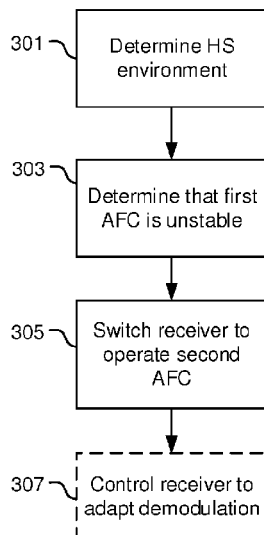 301
Determine HS
environment
303
Determine that first
AFC is unstable
305
Switch receiver to
operate second
AFC
307
Control receiver to
adapt demodulation